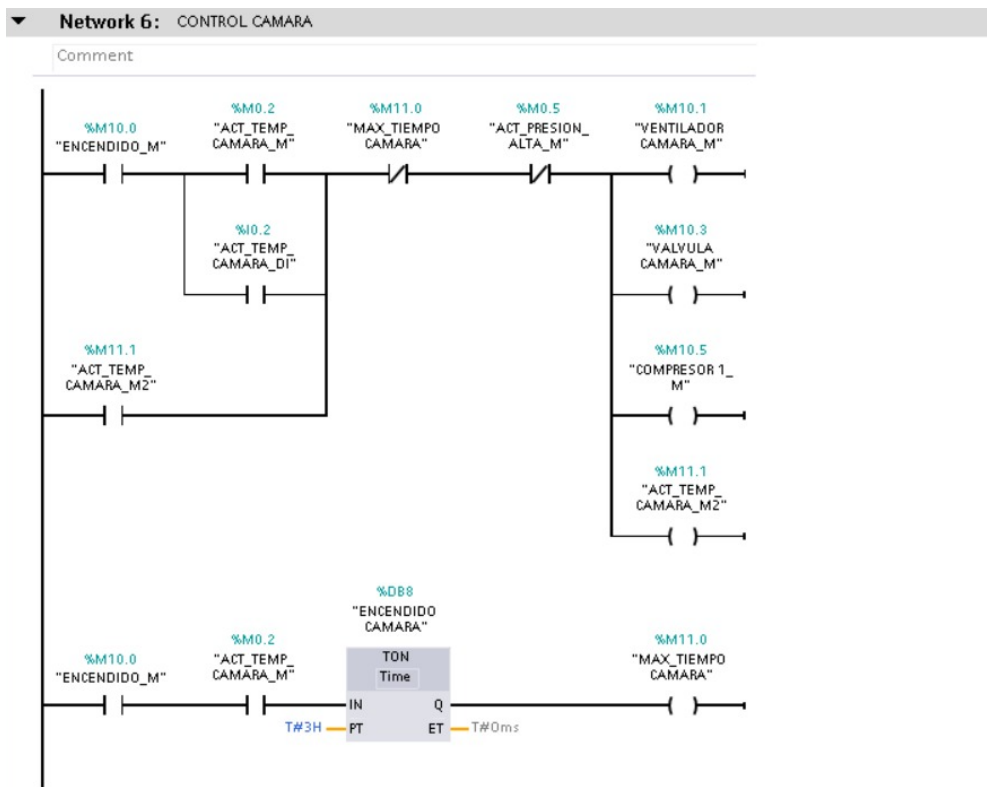 Network 6: CONTROL CAMARA
Comment
%M10.0
"ENCENDIDO_M"
%M0.2
"ACT_TEMP_
CAMARA_M"
%M11.0
"MAX_TIEMPO
CAMARA"
%M0.5
"ACT_PRESION_
ALTA_M"
%M10.1
"VENTILADOR
CAMARA_M"
%I0.2
"ACT_TEMP_
CAMARA_DI"
%M10.3
"VALVULA
CAMARA_M"
%M11.1
"ACT_TEMP_
CAMARA_M2"
%M10.5
"COMPRESOR 1_
M"
%M11.1
"ACT_TEMP_
CAMARA_M2"
%M10.0
"ENCENDIDO_M"
%M0.2
"ACT_TEMP_
CAMARA_M"
%DB8
"ENCENDIDO
CAMARA"
TON
Time
IN Q
T#3H PT ET T#0ms
%M11.0
"MAX_TIEMPO
CAMARA"